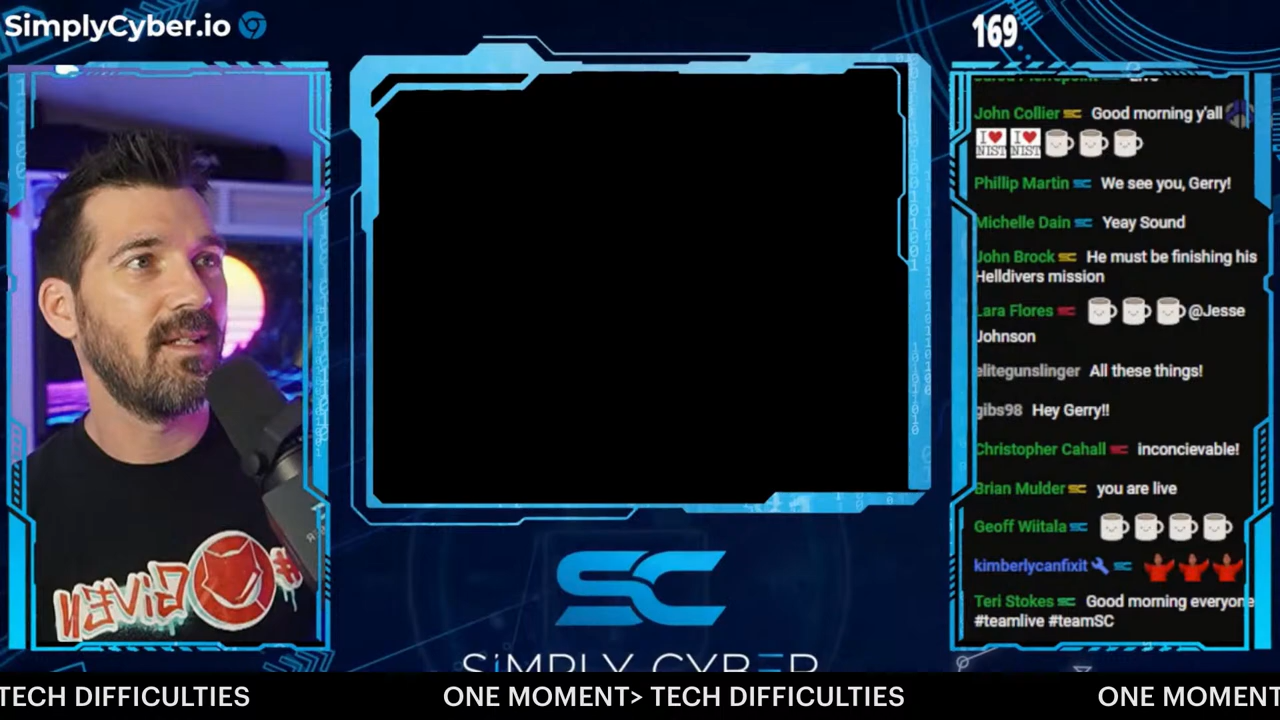 SimplyCyber.io
169
John Collier Good morning y'all
I ❤ NIST I ❤ NIST
Phillip Martin We see you, Gerry!
Michelle Dain Yeay Sound
John Brock He must be finishing his
Helldivers mission
Lara Flores @Jesse
Johnson
elitegunslinger All these things!
gibs98 Hey Gerry!!
Christopher Cahall inconcievable!
Brian Mulder you are live
Geoff Wiitala
kimberlycanfixit
Teri Stokes Good morning everyone
#teamlive #teamSC
SC
SIMPLY CYBER
TECH DIFFICULTIES ONE MOMENT> TECH DIFFICULTIES ONE MOMENT